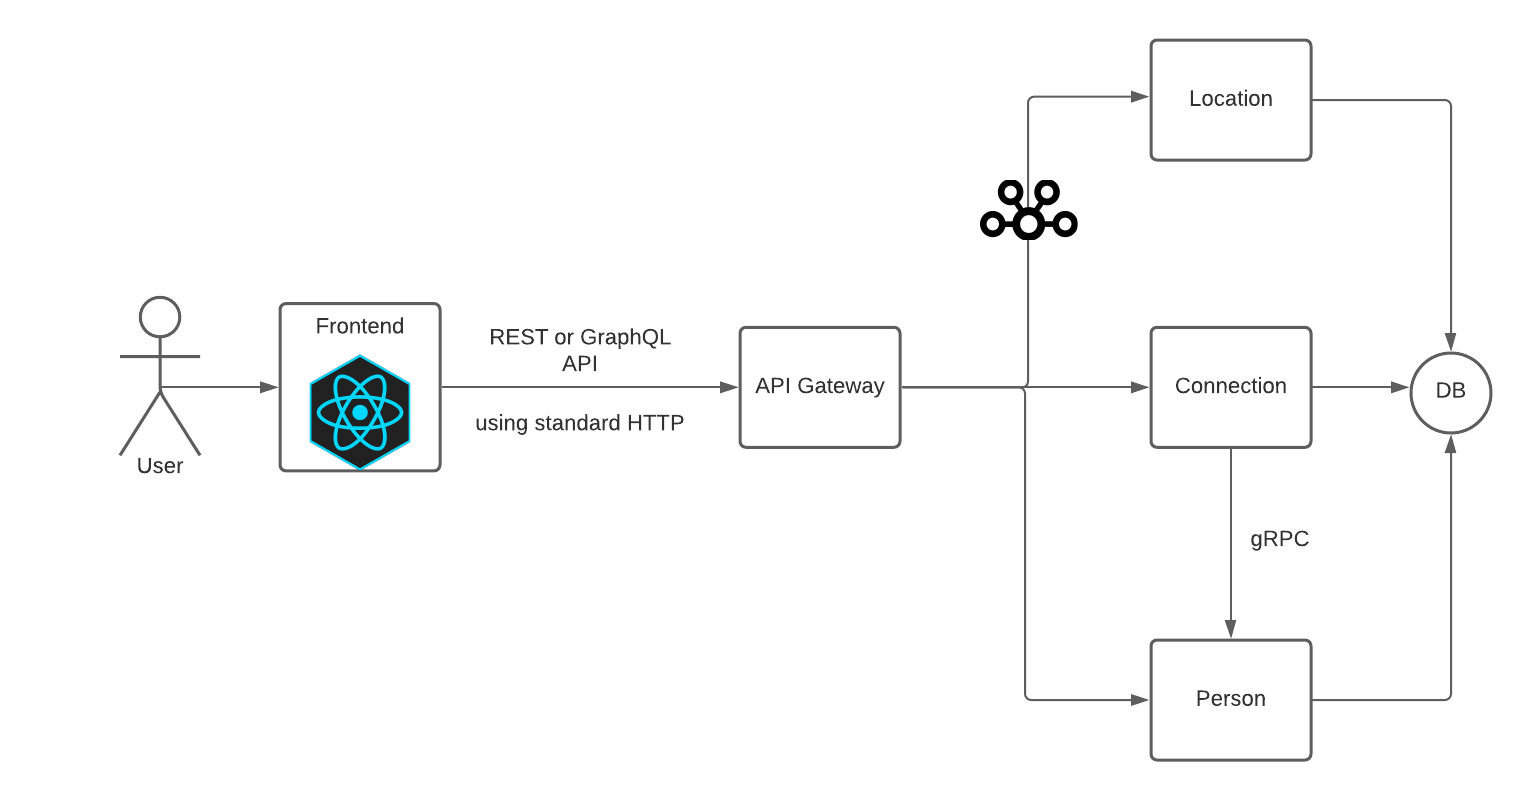 Location
Frontend
REST or GraphQL
API
API Gateway
Connection
DB
using standard HTTP
User
gRPC
Person